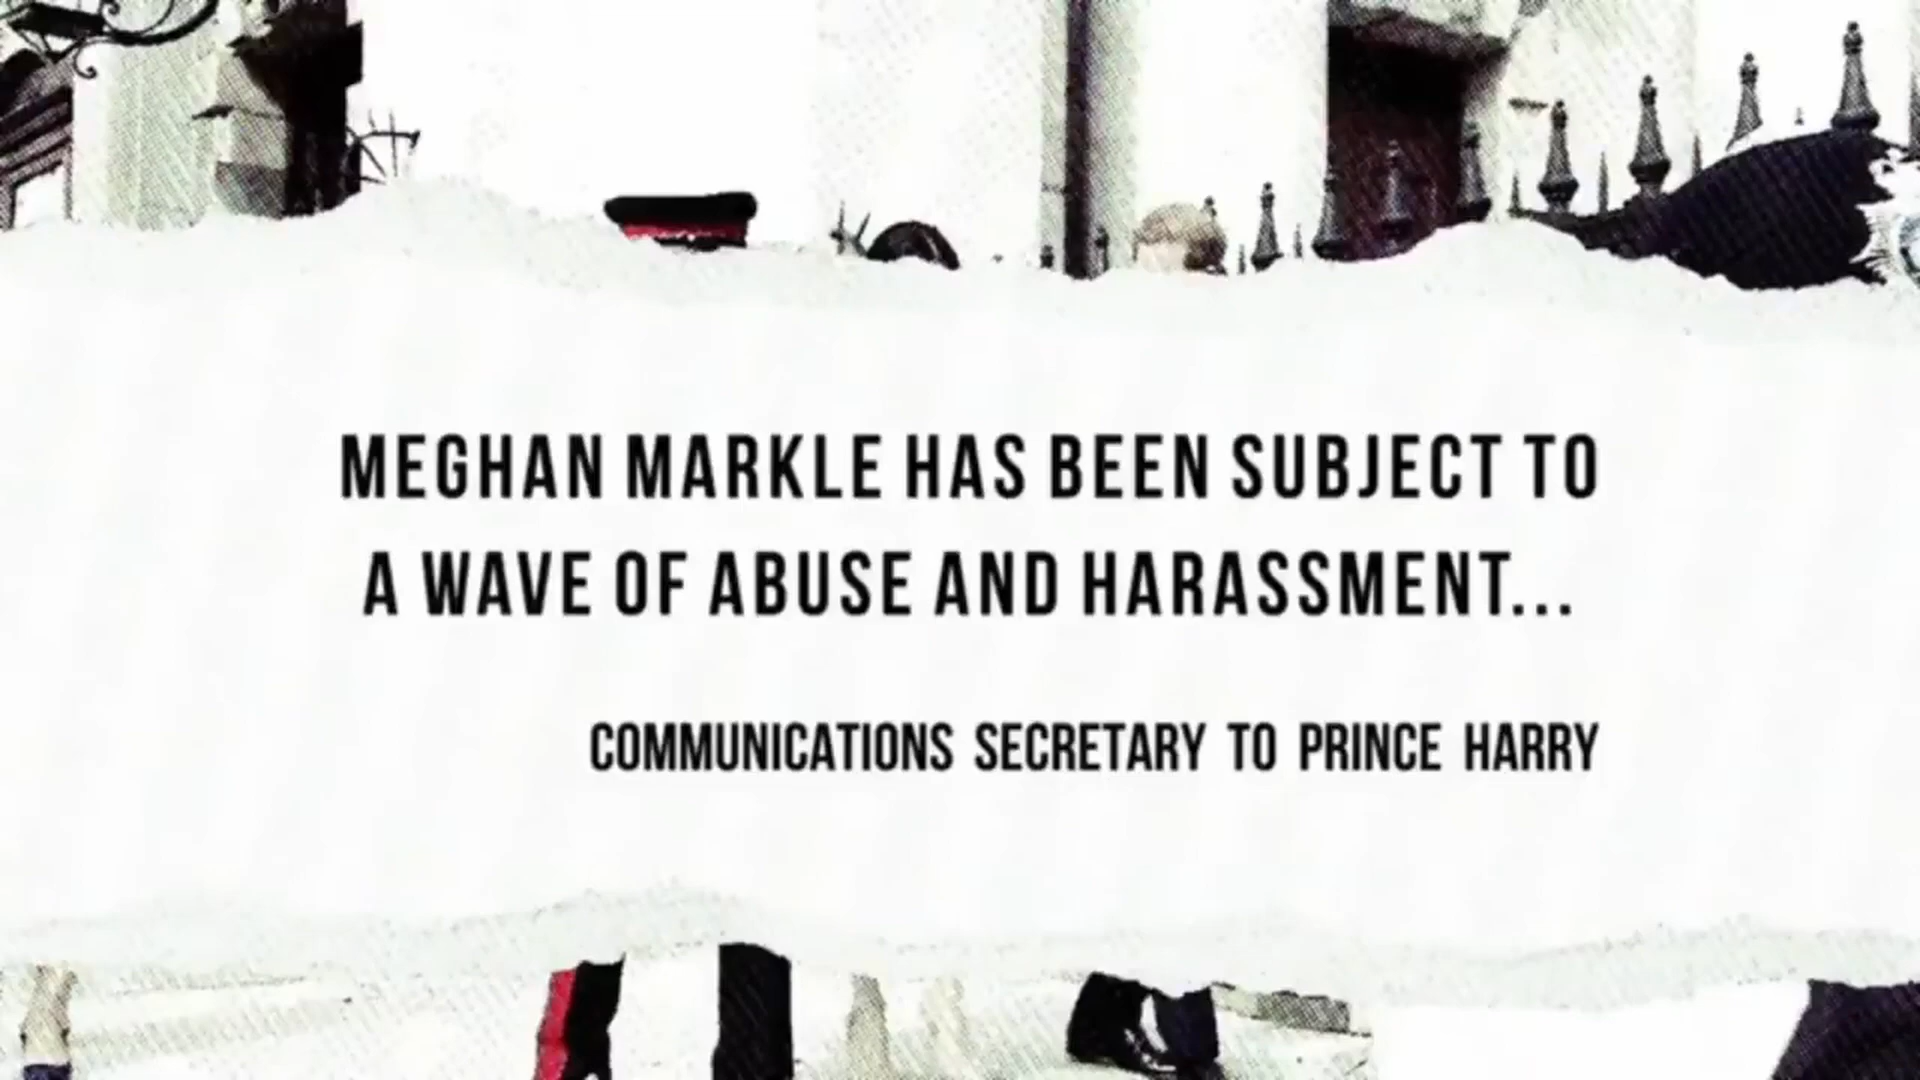 MEGHAN MARKLE HAS BEEN SUBJECT TO
A WAVE OF ABUSE AND HARASSMENT...
COMMUNICATIONS SECRETARY TO PRINCE HARRY